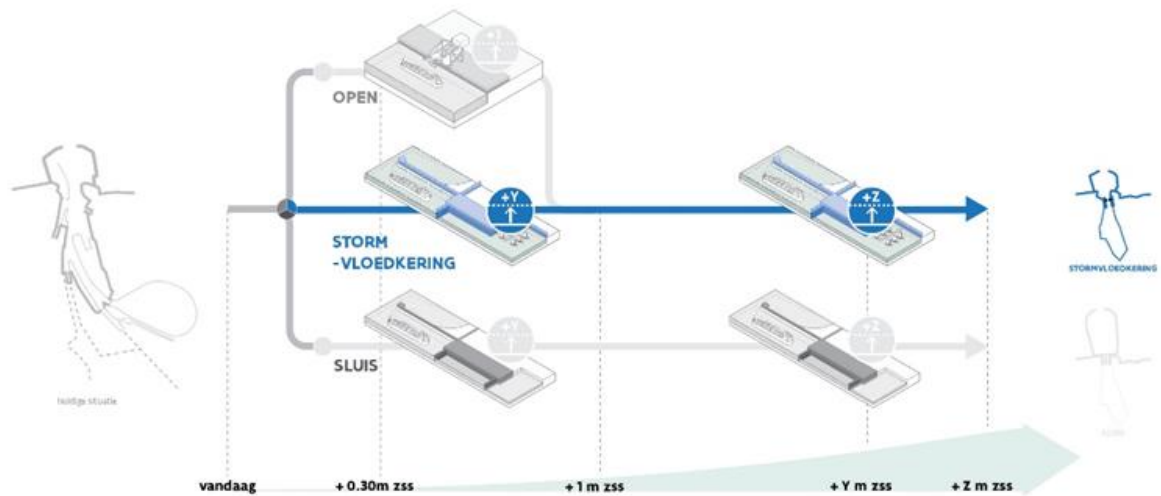 OPEN
+Y
+Z
STORM
-VLOEDKERING
STORMVLOEDKERING
+Y
+Z
SLUIS
huidige situatie
vandaag
+ 0.30m zss
+ 1 m zss
+ Y m zss
+ Z m zss